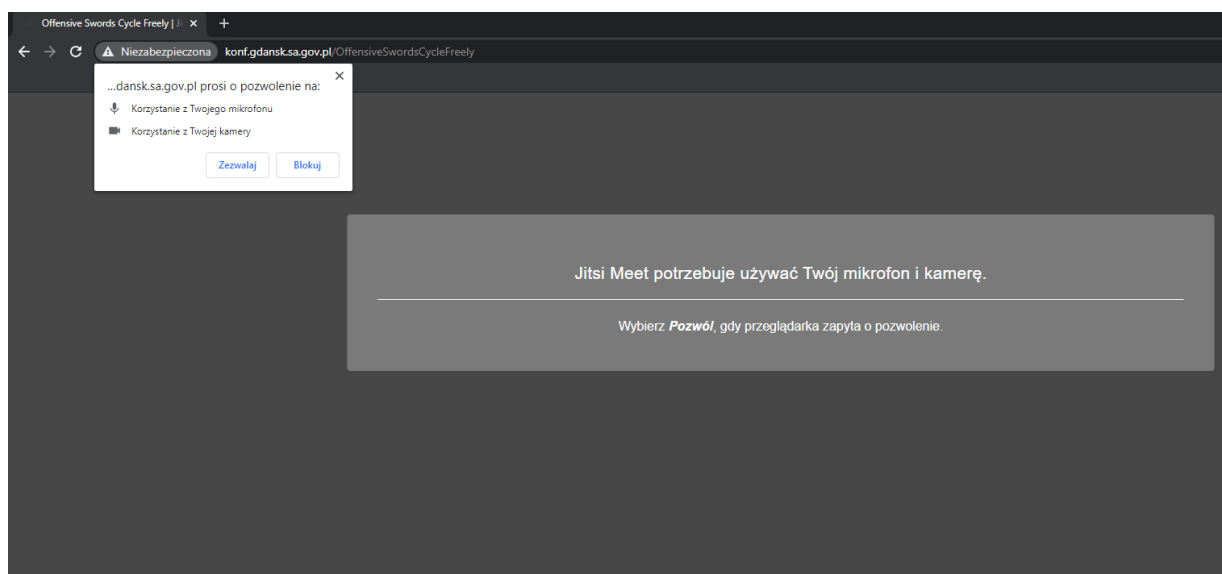 Offensive Swords Cycle Freely | Ji
Niezabezpieczona konf.gdansk.sa.gov.pl/OffensiveSwordsCycleFreely
...dansk.sa.gov.pl prosi o pozwolenie na:
Korzystanie z Twojego mikrofonu
Korzystanie z Twojej kamery
Zezwalaj Blokuj
Jitsi Meet potrzebuje używać Twój mikrofon i kamerę.
Wybierz Pozwól, gdy przeglądarka zapyta o pozwolenie.